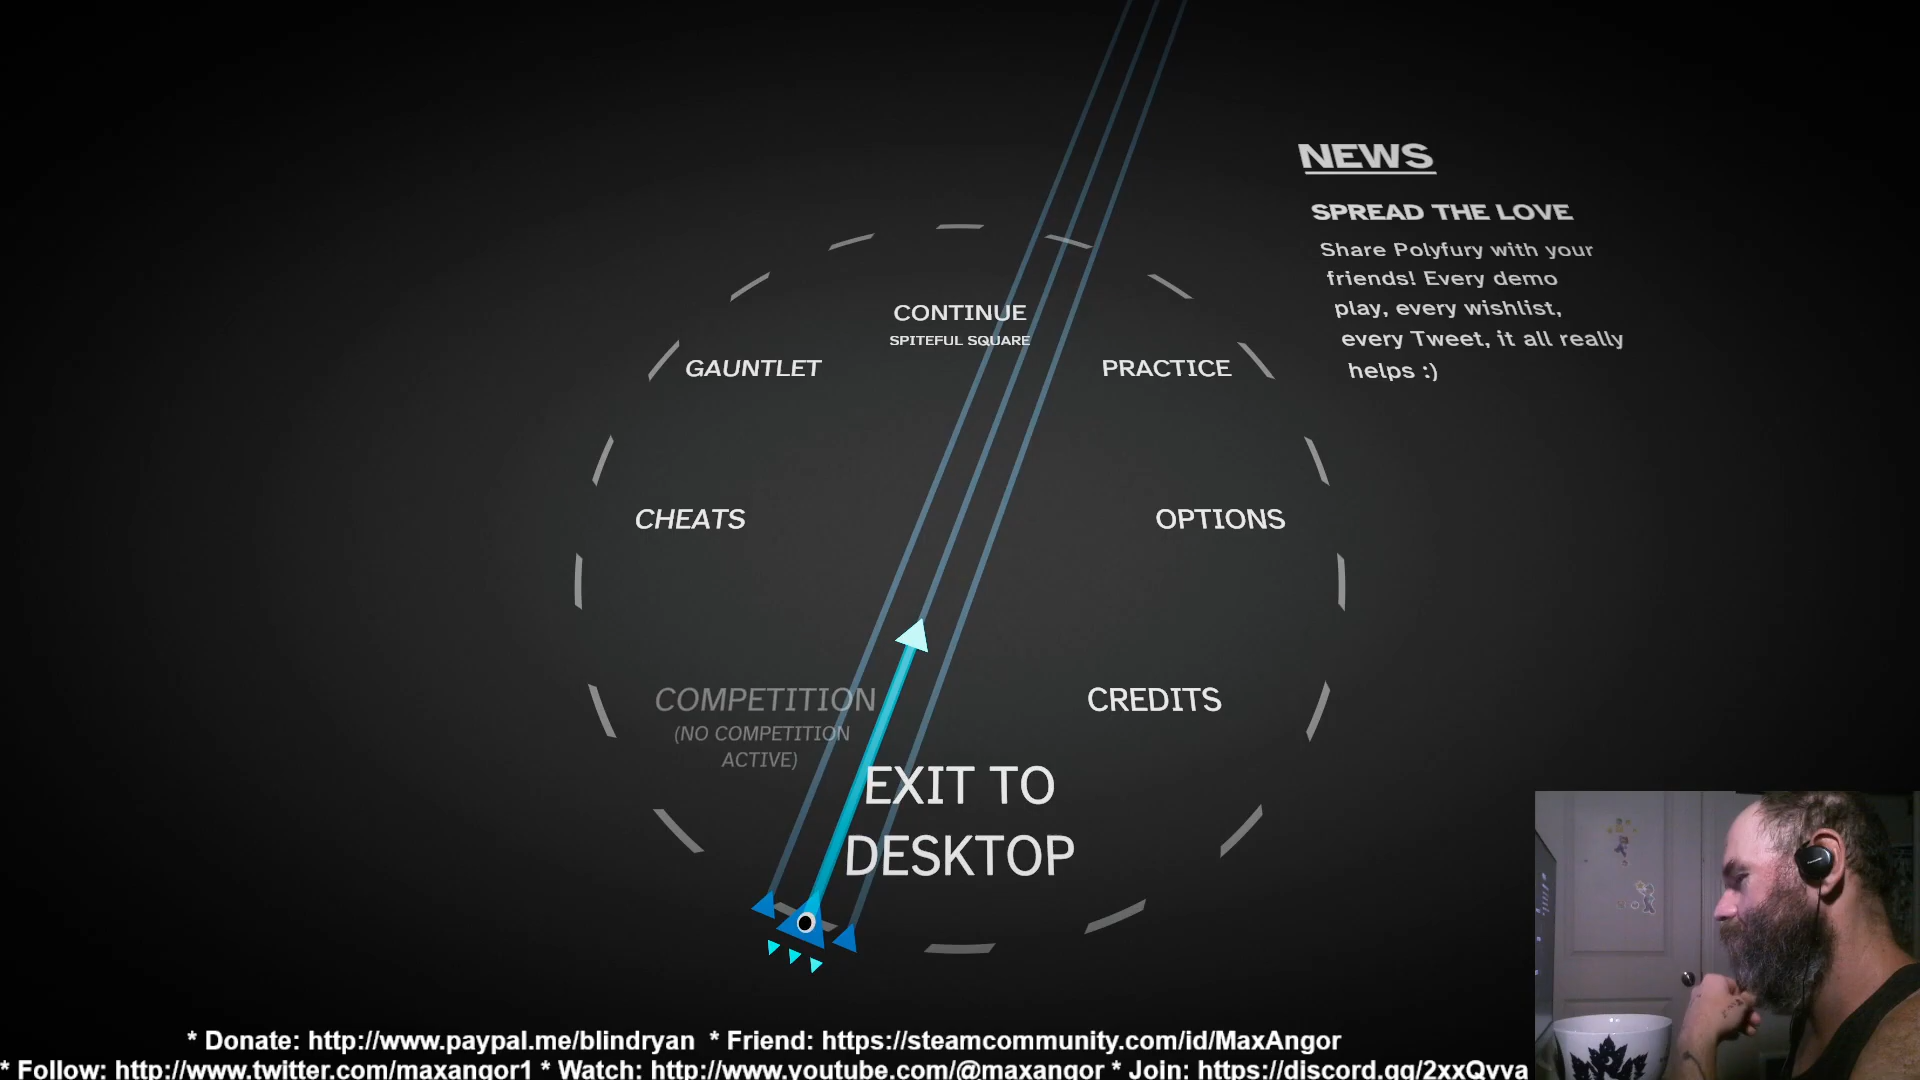 NEWS
SPREAD THE LOVE
Share Polyfury with your
friends! Every demo
play, every wishlist,
every Tweet, it all really
helps :)
CONTINUE
SPITEFUL SQUARE
GAUNTLET
PRACTICE
CHEATS
OPTIONS
COMPETITION
(NO COMPETITION
ACTIVE)
CREDITS
EXIT TO
DESKTOP
* Donate: http://www.paypal.me/blindryan * Friend: https://steamcommunity.com/id/MaxAngor
* Follow: http://www.twitter.com/maxangor1 * Watch: http://www.youtube.com/@maxangor * Join: https://discord.gg/2xxQvva